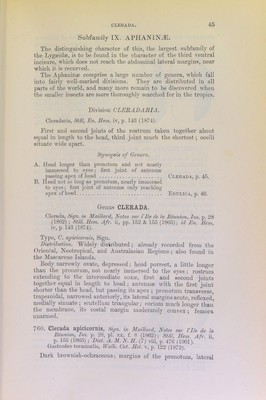 CLERADA. 45
Subfamily IX. APHANINÆ.
The distinguishing character of this, the largest subfamily of
the Lygæidæ, is to be found in the character of the third ventral
incisure, which does not reach the abdominal lateral margins, near
which it is recurved.
The Aphaninæ comprise a large number of genera, which fall
into fairly well-marked divisions. They are distributed in all
parts of the world, and many more remain to be discovered when
the smaller insects are more thoroughly searched for in the tropics.
Division CLERADARIA.
Cleradaria, Stål, En. Hem. iv, p. 143 (1874).
First and second joints of the rostrum taken together about
equal in length to the head, third joint much the shortest; ocelli
situate wide apart.
Synopsis of Genera.
A. Head longer than pronotum and not nearly
immersed to eyes; first joint of antennæ
passing apex of head CLERADA, p. 45.
B. Head not so long as pronotum, nearly immersed
to eyes; first joint of antennæ only reaching
apex of head EBULICA, p. 46.
Genus CLERADA.
Clerada, Sign. in Maillard, Notes sur l'Ile de la Réunion, Ins. p. 28
(1862); Stål, Hem. Afr. ii, pp. 152 & 155 (1865); id. En. Hem.
iv, p. 143 (1874).
Type, C. apicicornis, Sign.
Distribution. Widely distributed; already recorded from the
Oriental, Neotropical, and Australasian Regions; also found in
the Mascarene Islands.
Body narrowly ovate, depressed; head porrect, a little longer
than the pronotum, not nearly immersed to the eyes; rostrum
extending to the intermediate coxæ, first and second joints
together equal in length to head; antennæ with the first joint
shorter than the head, but passing its apex; pronotum transverse,
trapezoidal, narrowed anteriorly, its lateral margins acute, reflexed,
medially sinuate; scutellum triangular; corium much longer than
the membrane, its costal margin moderately convex; femora
unarmed.
766. Clerada apicicornis, Sign. in Maillard, Notes sur l'Ile de la
Réunion, Ins. p. 28, pl. xx, f. 8 (1862); Stål, Hem. Afr. ii,
p. 155 (1865); Dist. A. M. N. H. (7) viii, p. 476 (1901).
Gastrodes terminalis, Walk. Cat. Het. v, p. 122 (1872).
Dark brownish-ochraceous; margins of the pronotum, lateral